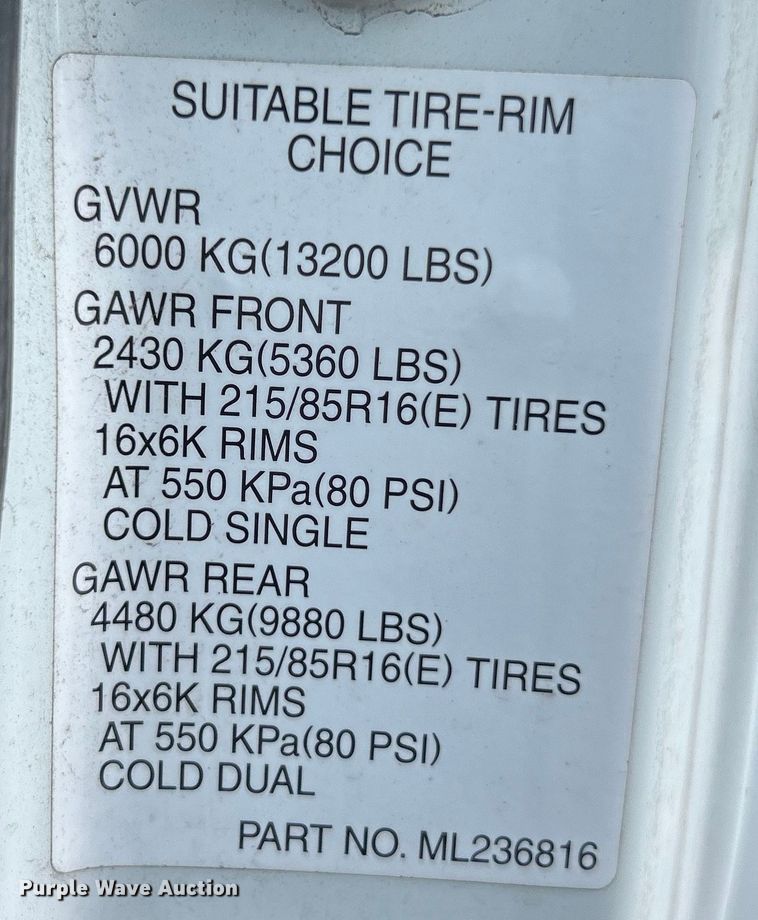 SUITABLE TIRE-RIM
CHOICE
GVWR
6000 KG(13200 LBS)
GAWR FRONT
2430 KG(5360 LBS)
WITH 215/85R16(E) TIRES
16x6K RIMS
AT 550 KPa(80 PSI)
COLD SINGLE
GAWR REAR
4480 KG(9880 LBS)
WITH 215/85R16(E) TIRES
16x6K RIMS
AT 550 KPa(80 PSI)
COLD DUAL
PART NO. ML236816
Purple Wave Auction